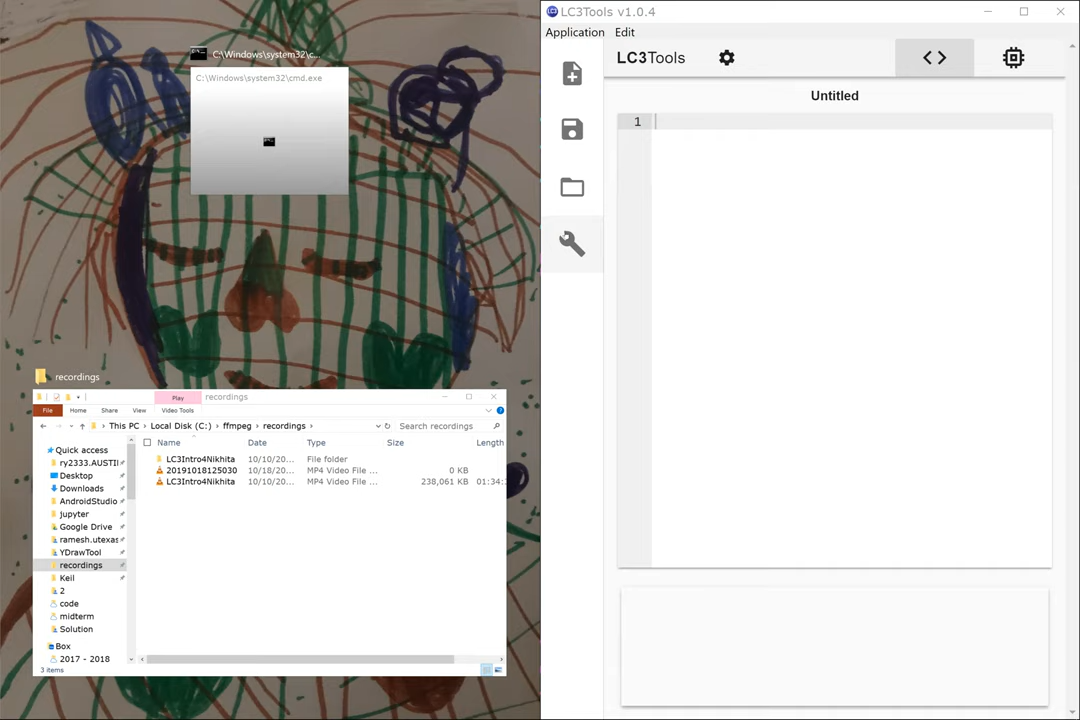 C:\Windows\system32\c...
C:\Windows\system32\cmd.exe
recordings
Play
recordings
File
Home
Share
View
Video Tools
This PC
Local Disk (C:)
ffmpeg
recordings
Search recordings
Name
Date
Type
Size
Length
LC3Intro4Nikhita
10/10/20...
File folder
20191018125030
10/18/20...
MP4 Video File ...
0 KB
LC3Intro4Nikhita
10/10/20...
MP4 Video File ...
238,061 KB
Quick access
ry2333.AUSTI
Desktop
Downloads
AndroidStudio
jupyter
Google Drive
ramesh.utexas
YDrawTool
recordings
Keil
2
code
midterm
Solution
Box
2017 - 2018
3 items
LC3Tools v1.0.4
Application Edit
LC3Tools
Untitled
1